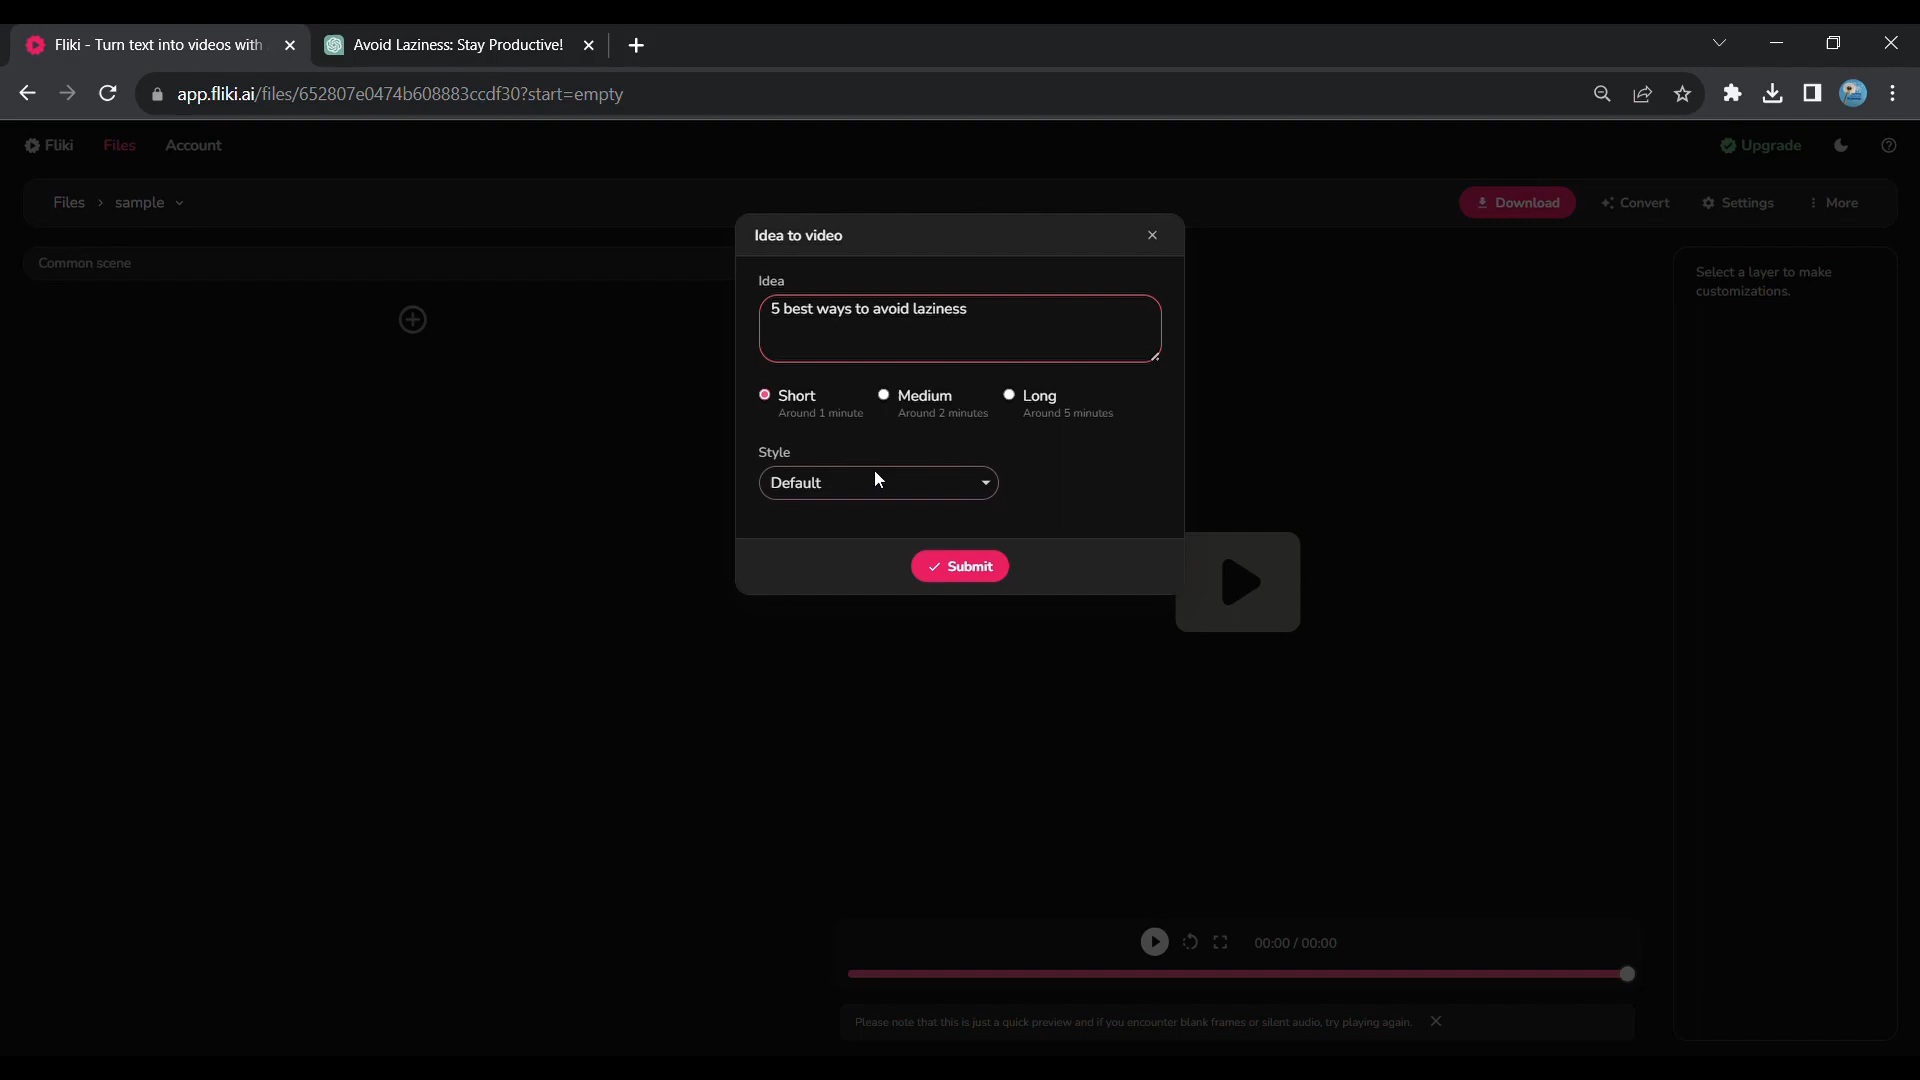 Fliki - Turn text into videos with
Avoid Laziness: Stay Productive!
app.fliki.ai/files/652807e0474b608883ccdf30?start=empty
Fliki
Files
Account
Upgrade
Files > sample
Download
Convert
Settings
More
Common scene
Idea to video
Idea
5 best ways to avoid laziness
Short
Around 1 minute
Medium
Around 2 minutes
Long
Around 5 minutes
Style
Default
Submit
Select a layer to make
customizations.
00:00 / 00:00
Please note that this is just a quick preview and if you encounter blank frames or silent audio, try playing again.